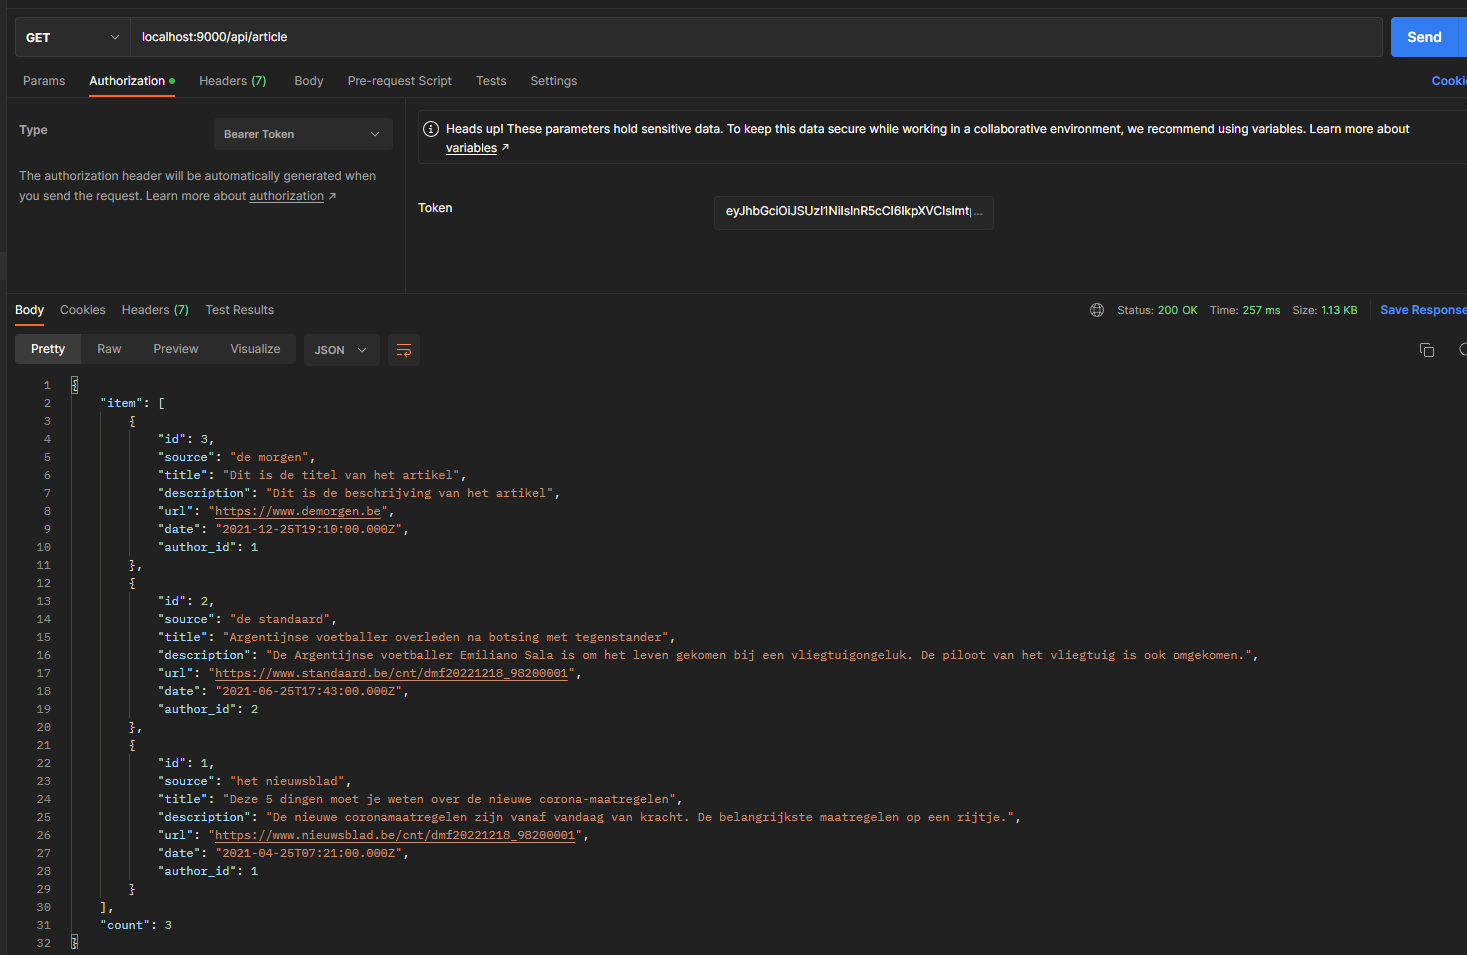 GET localhost:9000/api/article Send
Params Authorization Headers (7) Body Pre-request Script Tests Settings Cooki
Type Bearer Token
The authorization header will be automatically generated when
you send the request. Learn more about authorization ↗
Heads up! These parameters hold sensitive data. To keep this data secure while working in a collaborative environment, we recommend using variables. Learn more about
variables ↗
Token eyJhbGciOiJSUzI1NiIsInR5cCI6IkpXVCIsImt ...
Body Cookies Headers (7) Test Results Status: 200 OK Time: 257 ms Size: 1.13 KB Save Response
Pretty Raw Preview Visualize JSON
1 {
2 "item": [
3 {
4 "id": 3,
5 "source": "de morgen",
6 "title": "Dit is de titel van het artikel",
7 "description": "Dit is de beschrijving van het artikel",
8 "url": "https://www.demorgen.be",
9 "date": "2021-12-25T19:10:00.000Z",
10 "author_id": 1
11 },
12 {
13 "id": 2,
14 "source": "de standaard",
15 "title": "Argentijnse voetballer overleden na botsing met tegenstander",
16 "description": "De Argentijnse voetballer Emiliano Sala is om het leven gekomen bij een vliegtuigongeluk. De piloot van het vliegtuig is ook omgekomen.",
17 "url": "https://www.standaard.be/cnt/dmf20221218_98200001",
18 "date": "2021-06-25T17:43:00.000Z",
19 "author_id": 2
20 },
21 {
22 "id": 1,
23 "source": "het nieuwsblad",
24 "title": "Deze 5 dingen moet je weten over de nieuwe corona-maatregelen",
25 "description": "De nieuwe coronamaatregelen zijn vanaf vandaag van kracht. De belangrijkste maatregelen op een rijtje.",
26 "url": "https://www.nieuwsblad.be/cnt/dmf20221218_98200001",
27 "date": "2021-04-25T07:21:00.000Z",
28 "author_id": 1
29 }
30 ],
31 "count": 3
32 }